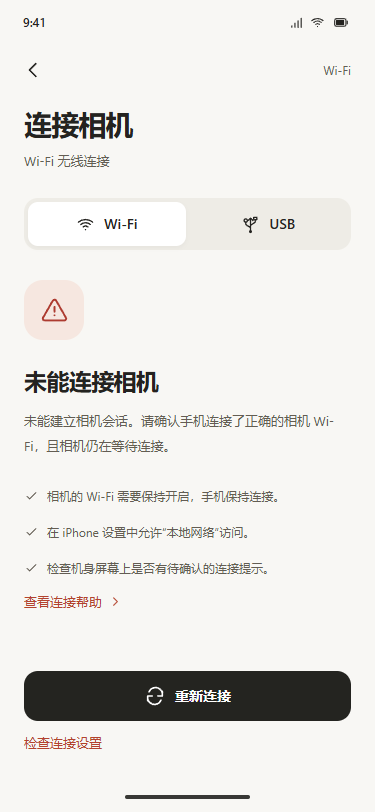 9:41
Wi-Fi
连接相机
Wi-Fi 无线连接
Wi-Fi
USB
未能连接相机
未能建立相机会话。请确认手机连接了正确的相机 Wi-
Fi，且相机仍在等待连接。
相机的 Wi-Fi 需要保持开启，手机保持连接。
在 iPhone 设置中允许“本地网络”访问。
检查机身屏幕上是否有待确认的连接提示。
查看连接帮助
重新连接
检查连接设置